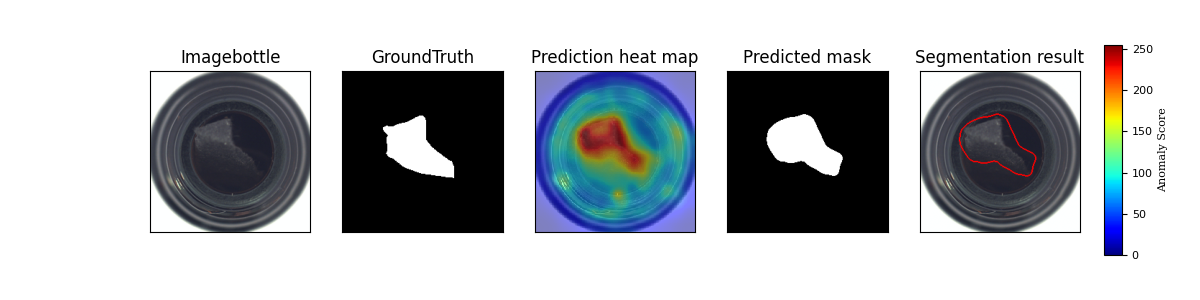 Imagebottle
GroundTruth
Prediction heat map
Predicted mask
Segmentation result
250
200
150
100
50
0
Anomaly Score